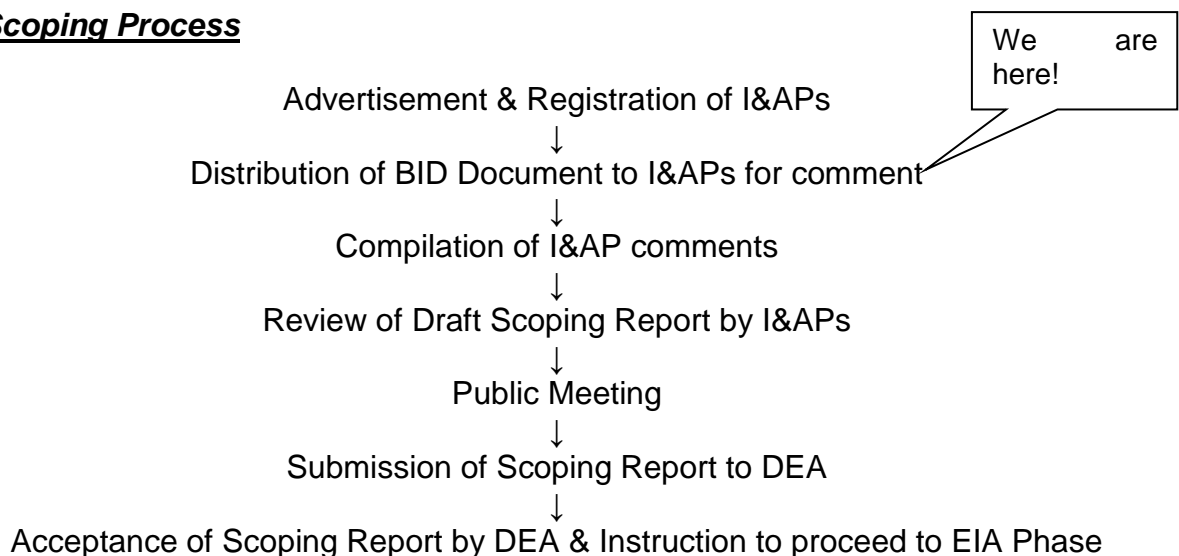 Scoping Process
We are
here!
Advertisement & Registration of I&APs
↓
Distribution of BID Document to I&APs for comment
↓
Compilation of I&AP comments
↓
Review of Draft Scoping Report by I&APs
↓
Public Meeting
↓
Submission of Scoping Report to DEA
↓
Acceptance of Scoping Report by DEA & Instruction to proceed to EIA Phase